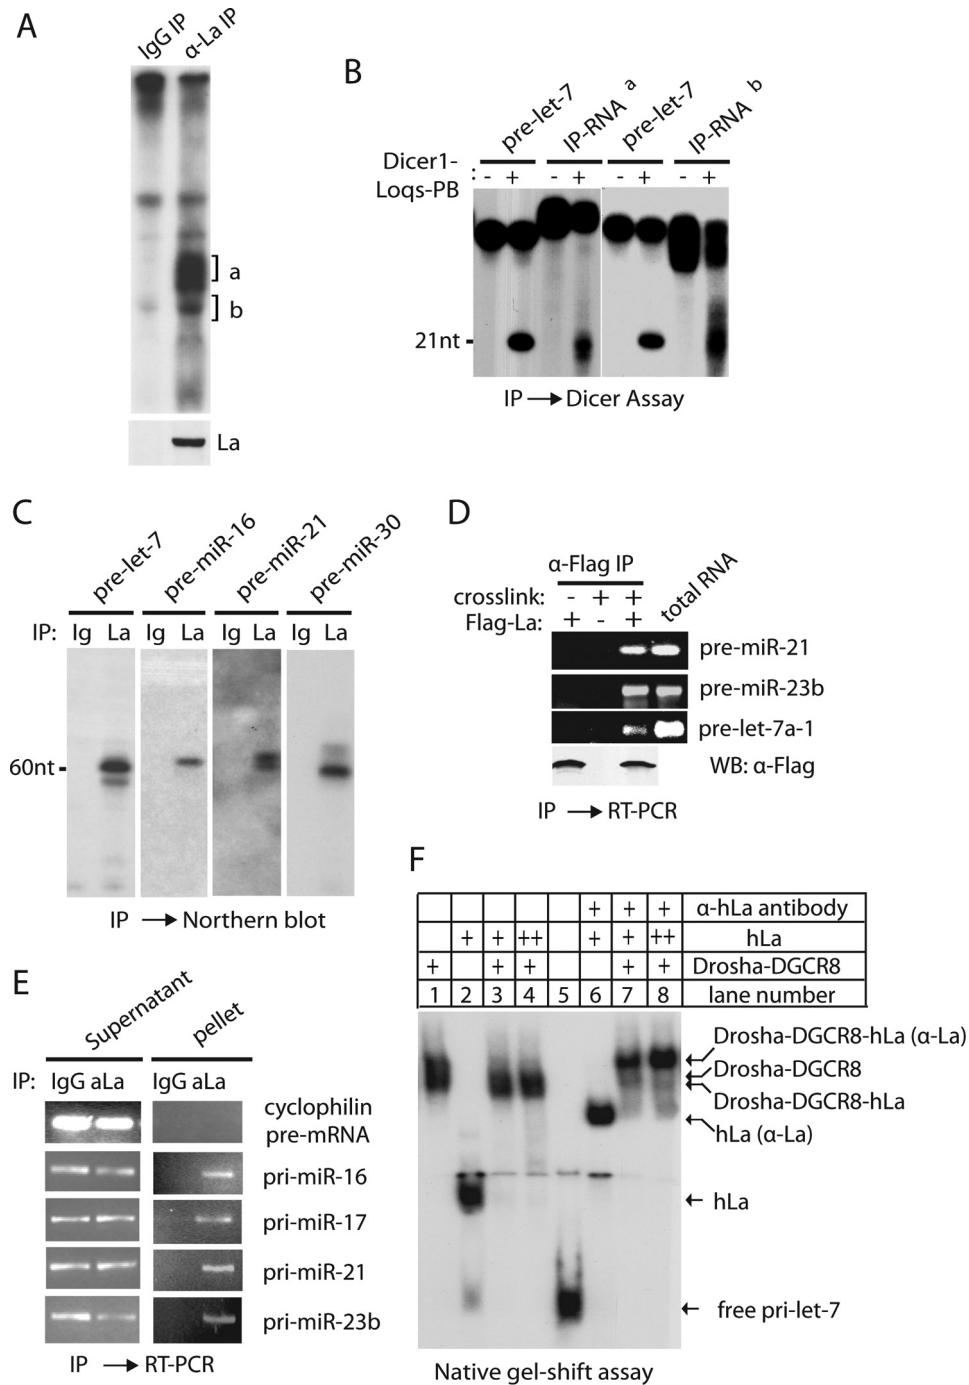 A
IgG IP
α-La IP
a
b
La
B
pre-let-7
IP-RNA a
pre-let-7
IP-RNA b
Dicer1-
Loqs-PB
:
- + - + - + - +
21nt
IP → Dicer Assay
C
pre-let-7
pre-miR-16
pre-miR-21
pre-miR-30
IP: Ig La Ig La Ig La Ig La
60nt
IP → Northern blot
D
α-Flag IP
total RNA
crosslink: - + +
Flag-La: + - +
pre-miR-21
pre-miR-23b
pre-let-7a-1
WB: α-Flag
IP → RT-PCR
E
Supernatant
pellet
IP: IgG aLa IgG aLa
cyclophilin
pre-mRNA
pri-miR-16
pri-miR-17
pri-miR-21
pri-miR-23b
IP → RT-PCR
F
+ + + α-hLa antibody
+ + ++ + + ++ hLa
+ + + + + Drosha-DGCR8
1 2 3 4 5 6 7 8 lane number
Drosha-DGCR8-hLa (α-La)
Drosha-DGCR8
Drosha-DGCR8-hLa
hLa (α-La)
hLa
free pri-let-7
Native gel-shift assay